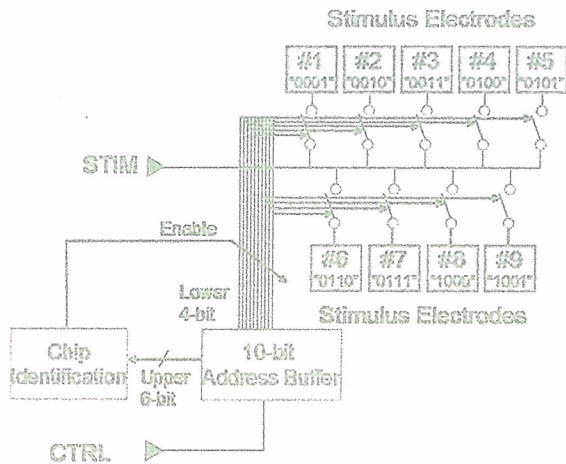 Stimulus Electrodes
#1 #2 #3 #4 #5
"0001" "0010" "0011" "0100" "0101"
STIM
Enable
#6 #7 #8 #9
"0110" "0111" "1000" "1001"
Lower
4-bit
Stimulus Electrodes
Chip
Identification
Upper
6-bit
10-bit
Address Buffer
CTRL